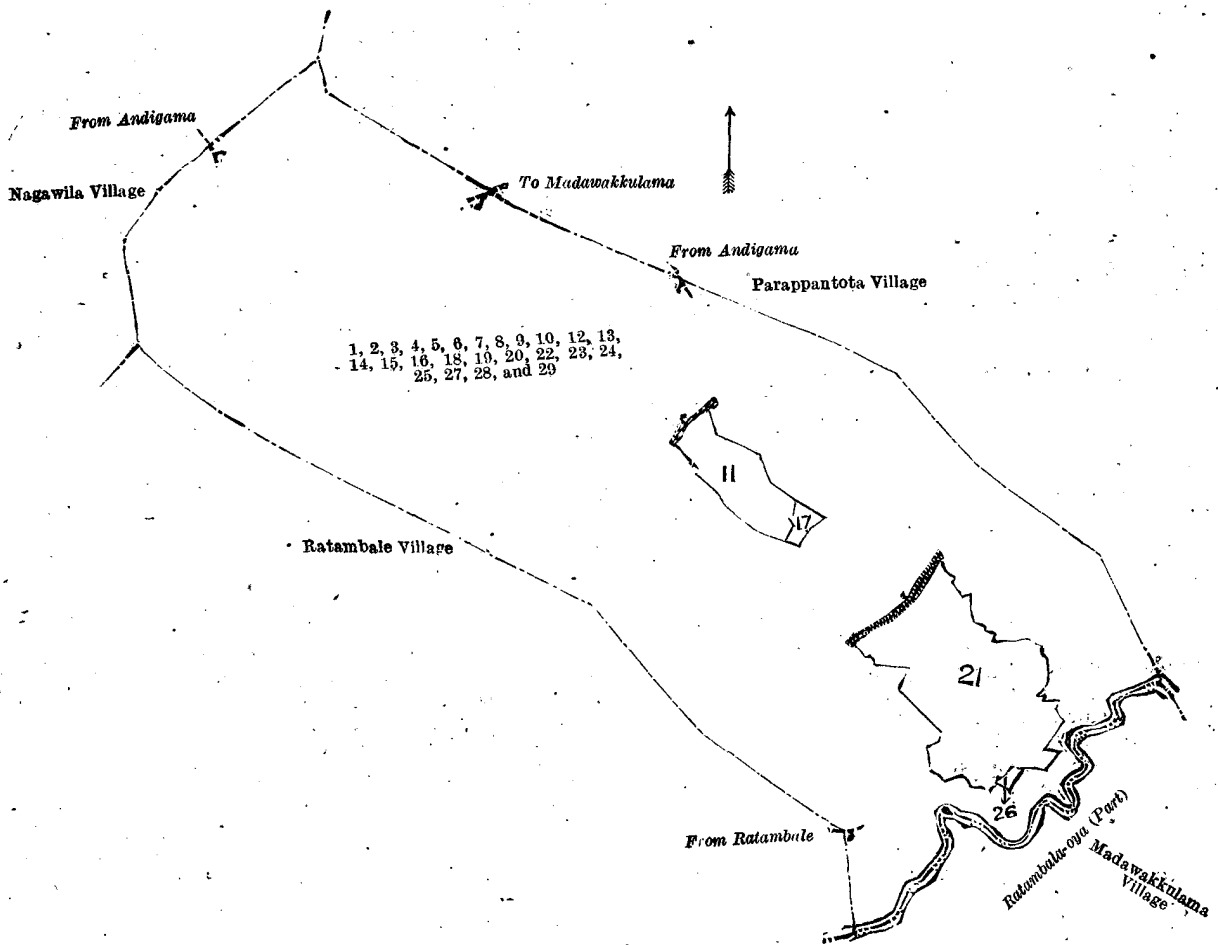 From Andigama
Nagawila Village
To Madawakkulama
From Andigama
Parappantota Village
1, 2, 3, 4, 5, 6, 7, 8, 9, 10, 12, 13,
14, 15, 16, 18, 19, 20, 22, 23, 24,
25, 27, 28, and 29
11
17
Ratambale Village
21
26
From Ratambale
Ratambala-oya (Part)
Madawakkulama
Village